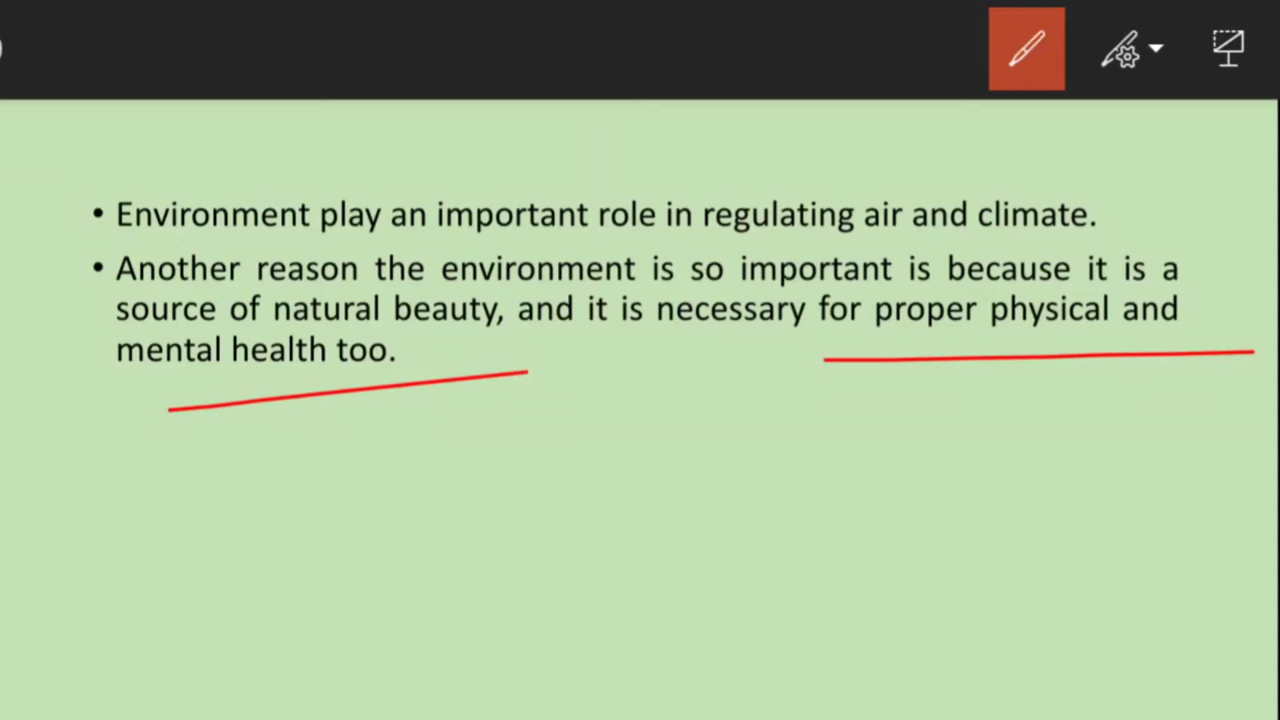 • Environment play an important role in regulating air and climate.
• Another reason the environment is so important is because it is a
source of natural beauty, and it is necessary for proper physical and
mental health too.